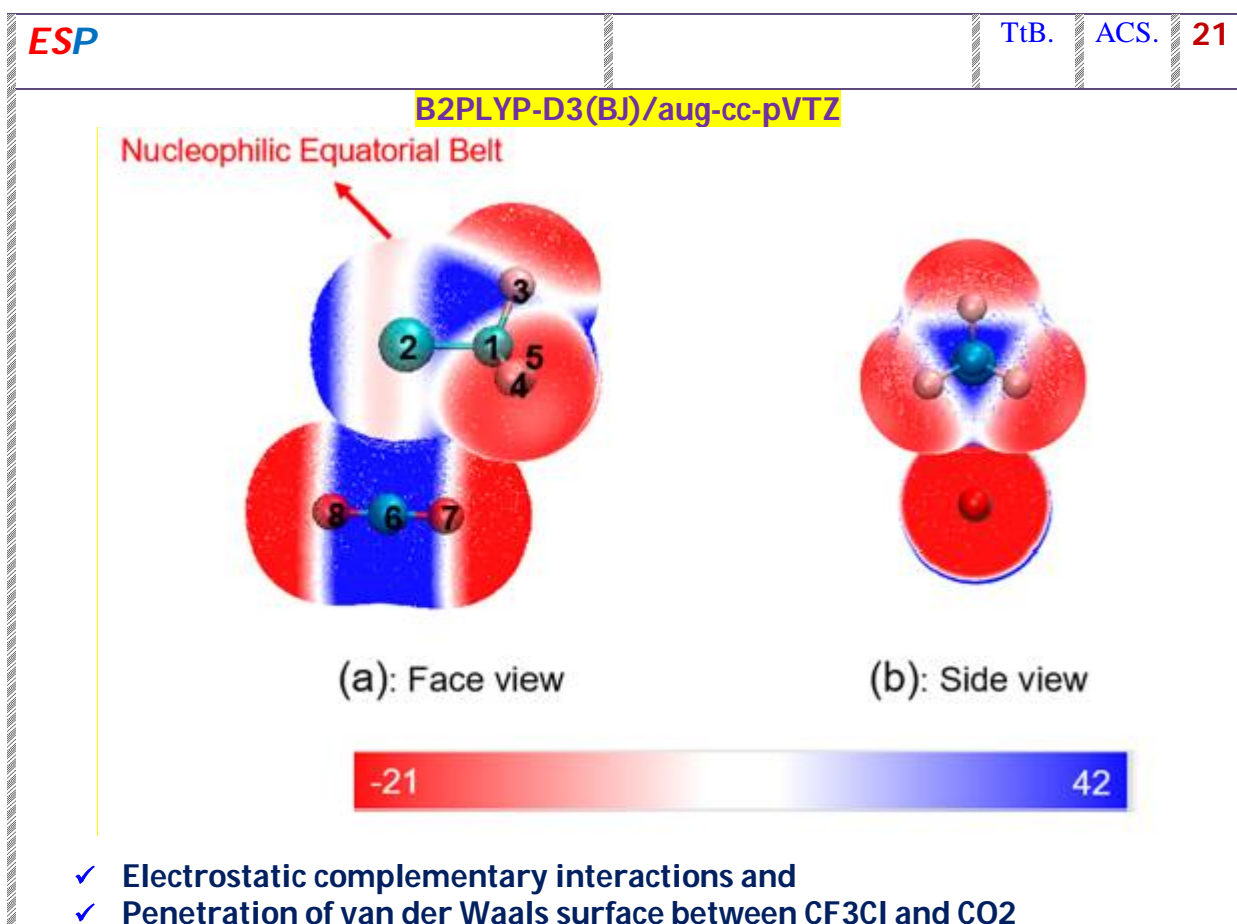 ESP TtB. ACS. 21
B2PLYP-D3(BJ)/aug-cc-pVTZ
Nucleophilic Equatorial Belt
3
2 1 5
4
8 6 7
(a): Face view (b): Side view
-21 42
✓ Electrostatic complementary interactions and
✓ Penetration of van der Waals surface between CF3Cl and CO2